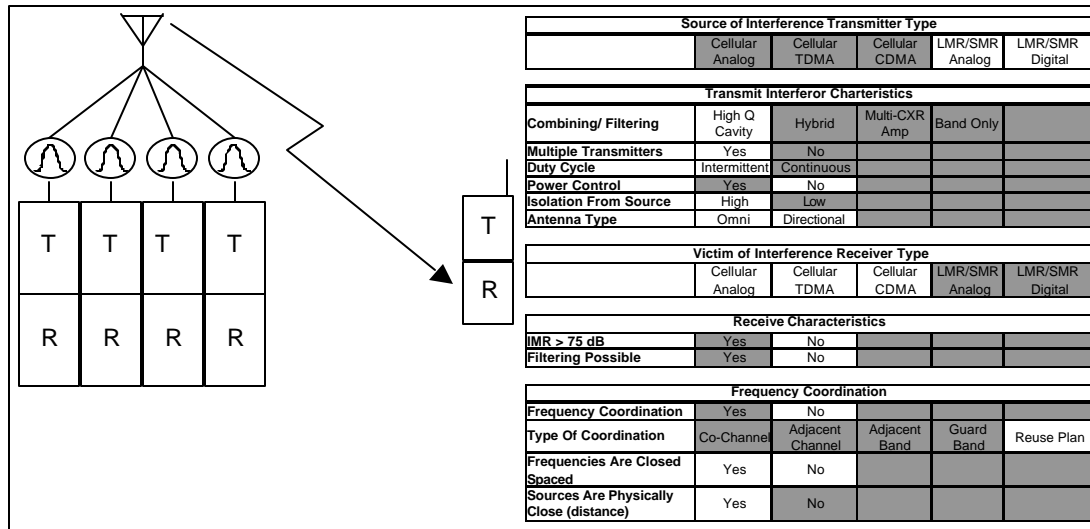 T T T T
R R R R
T
R
Source of Interference Transmitter Type
Cellular Analog Cellular TDMA Cellular CDMA LMR/SMR Analog LMR/SMR Digital
Transmit Interferor Charteristics
Combining/ Filtering High Q Cavity Hybrid Multi-CXR Amp Band Only
Multiple Transmitters Yes No
Duty Cycle Intermittent Continuous
Power Control Yes No
Isolation From Source High Low
Antenna Type Omni Directional
Victim of Interference Receiver Type
Cellular Analog Cellular TDMA Cellular CDMA LMR/SMR Analog LMR/SMR Digital
Receive Characteristics
IMR > 75 dB Yes No
Filtering Possible Yes No
Frequency Coordination
Frequency Coordination Yes No
Type Of Coordination Co-Channel Adjacent Channel Adjacent Band Guard Band Reuse Plan
Frequencies Are Closed Spaced Yes No
Sources Are Physically Close (distance) Yes No